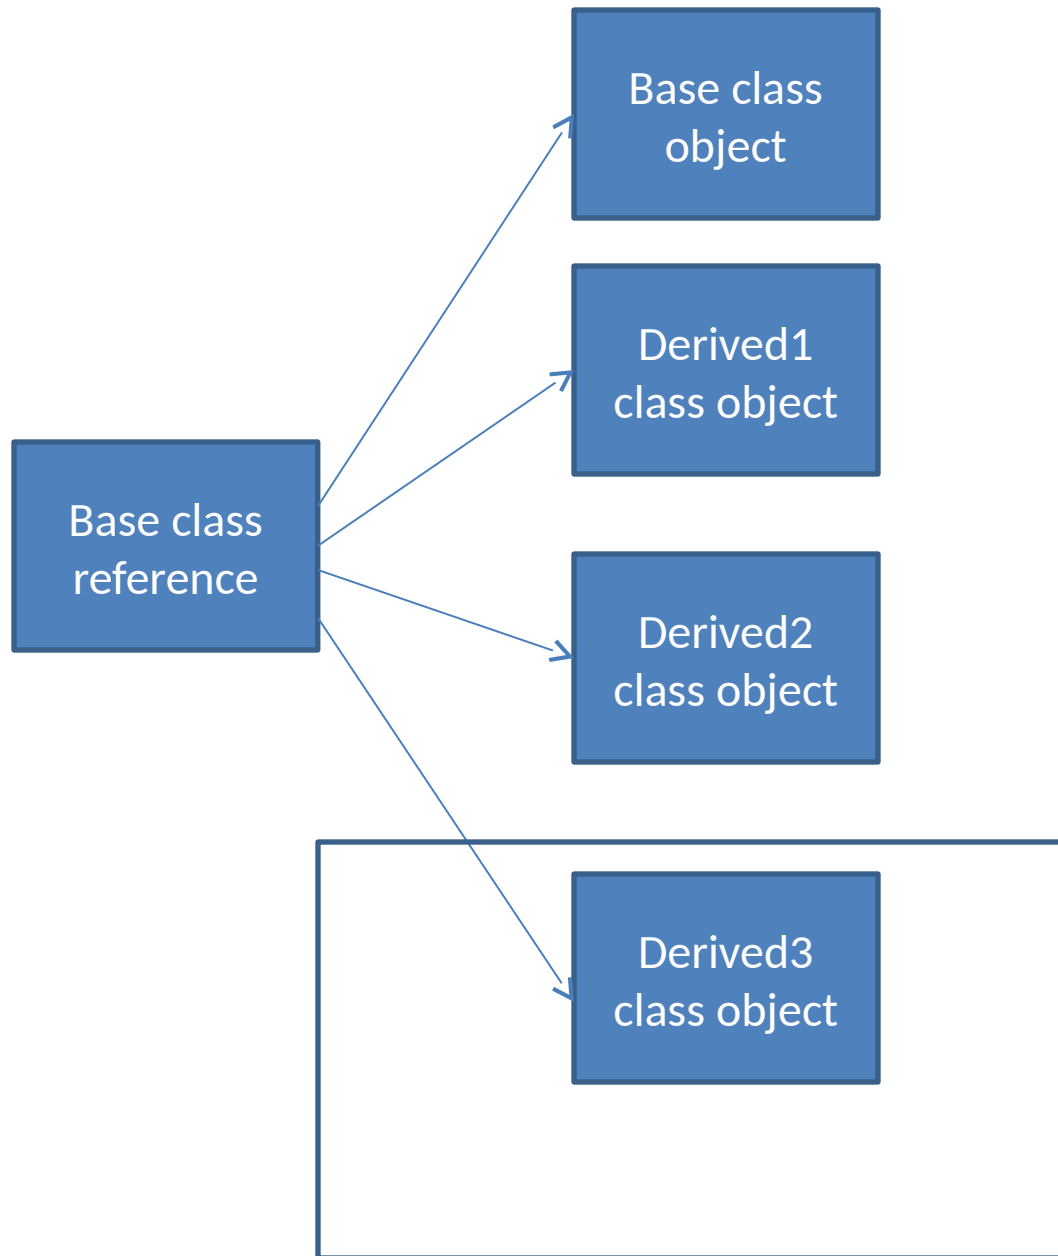 Base class
object
Derived1
class object
Base class
reference
Derived2
class object
Derived3
class object